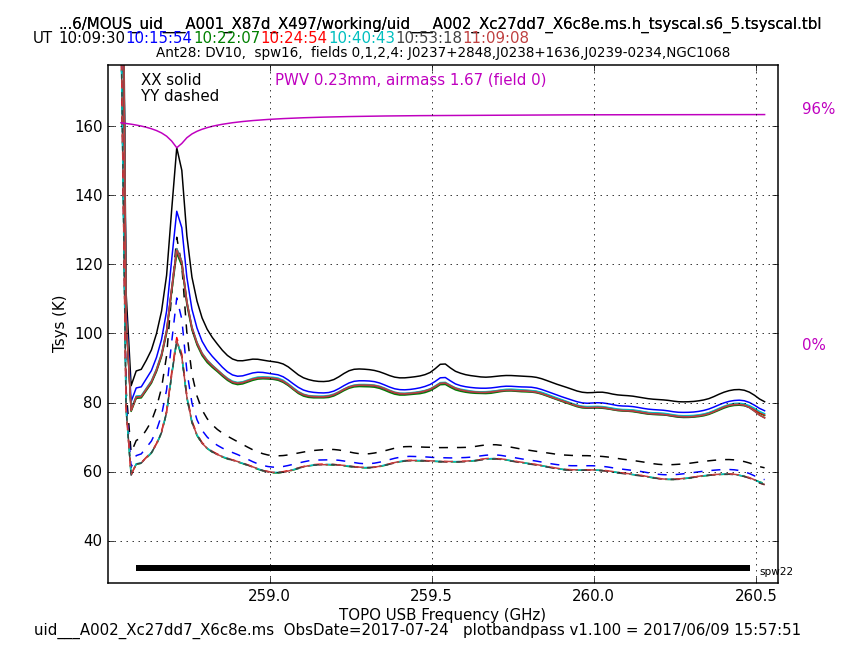 ...6/MOUS_uid___A001_X87d_X497/working/uid___A002_Xc27dd7_X6c8e.ms.h_tsyscal.s6_5.tsyscal.tbl
UT 10:09:30 10:15:54 10:22:07 10:24:54 10:40:43 10:53:18 11:09:08
Ant28: DV10, spw16, fields 0,1,2,4: J0237+2848,J0238+1636,J0239-0234,NGC1068
XX solid
YY dashed
PWV 0.23mm, airmass 1.67 (field 0)
96%
0%
160
140
120
100
80
60
40
Tsys (K)
spw22
259.0 259.5 260.0 260.5
TOPO USB Frequency (GHz)
uid___A002_Xc27dd7_X6c8e.ms ObsDate=2017-07-24 plotbandpass v1.100 = 2017/06/09 15:57:51